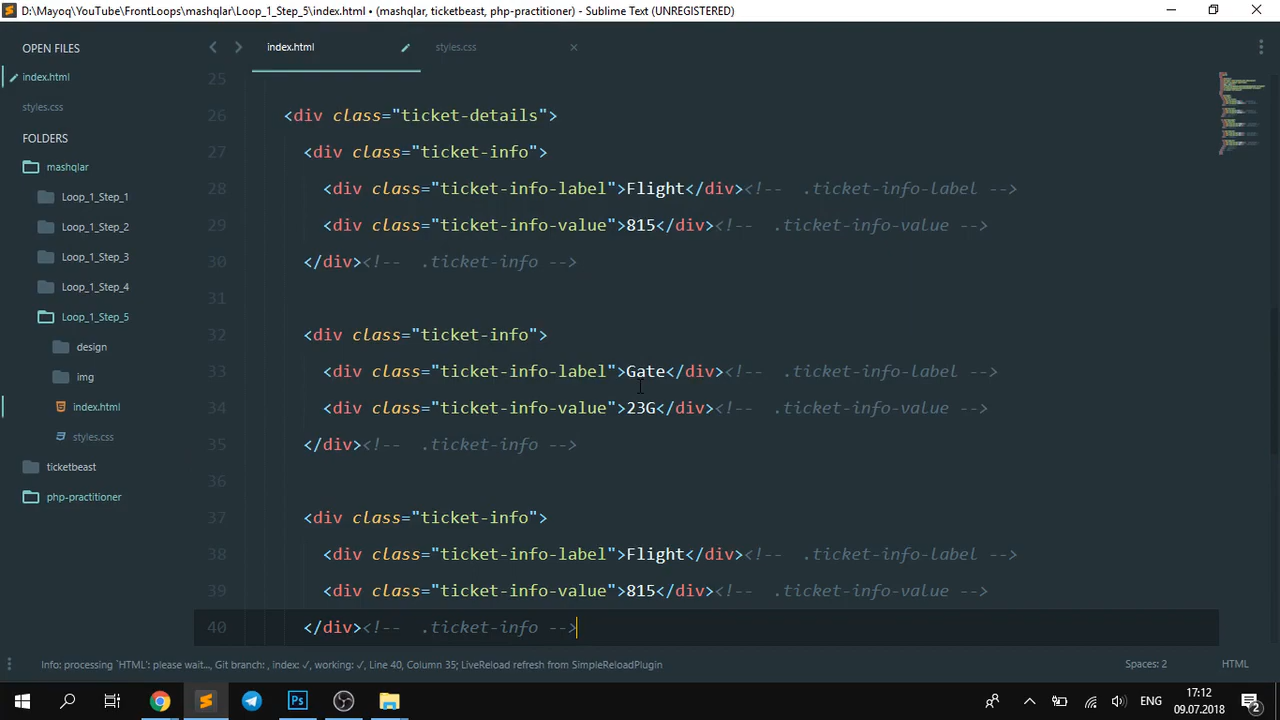 D:\Mayoq\YouTube\FrontLoops\mashqlar\Loop_1_Step_5\index.html • (mashqlar, ticketbeast, php-practitioner) - Sublime Text (UNREGISTERED)
OPEN FILES
index.html
styles.css
FOLDERS
mashqlar
Loop_1_Step_1
Loop_1_Step_2
Loop_1_Step_3
Loop_1_Step_4
Loop_1_Step_5
design
img
index.html
styles.css
ticketbeast
php-practitioner
index.html
styles.css
25
26 <div class="ticket-details">
27 <div class="ticket-info">
28 <div class="ticket-info-label">Flight</div><!--  .ticket-info-label -->
29 <div class="ticket-info-value">815</div><!--  .ticket-info-value -->
30 </div><!--  .ticket-info -->
31
32 <div class="ticket-info">
33 <div class="ticket-info-label">Gate</div><!--  .ticket-info-label -->
34 <div class="ticket-info-value">23G</div><!--  .ticket-info-value -->
35 </div><!--  .ticket-info -->
36
37 <div class="ticket-info">
38 <div class="ticket-info-label">Flight</div><!--  .ticket-info-label -->
39 <div class="ticket-info-value">815</div><!--  .ticket-info-value -->
40 </div><!--  .ticket-info -->
Info: processing `HTML': please wait..., Git branch: , index: ✓, working: ✓, Line 40, Column 35; LiveReload refresh from SimpleReloadPlugin
Spaces: 2
HTML
ENG
17:12
09.07.2018
2